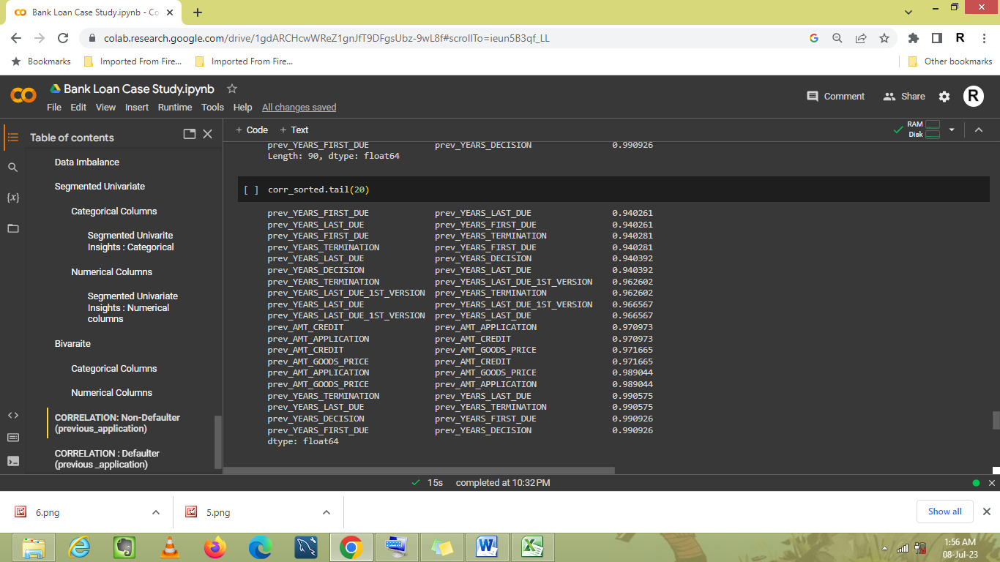 Bank Loan Case Study.ipynb - Co
colab.research.google.com/drive/1gdARCHcwWReZ1gnJfT9DFgsUbz-9wL8f#scrollTo=ieun5B3qf_LL
Bookmarks Imported From Fire... Imported From Fire... Other bookmarks
Bank Loan Case Study.ipynb
File Edit View Insert Runtime Tools Help All changes saved
Comment Share R
Table of contents
Data Imbalance
Segmented Univariate
Categorical Columns
Segmented Univarite
Insights : Categorical
Numerical Columns
Segmented Univariate
Insights : Numerical
columns
Bivaraite
Categorical Columns
Numerical Columns
CORRELATION: Non-Defaulter
(previous_application)
CORRELATION : Defaulter
(previous _application)
+ Code + Text
RAM
Disk
prev_YEARS_FIRST_DUE prev_YEARS_DECISION 0.990926
Length: 90, dtype: float64
[ ] corr_sorted.tail(20)
prev_YEARS_FIRST_DUE prev_YEARS_LAST_DUE 0.940261
prev_YEARS_LAST_DUE prev_YEARS_FIRST_DUE 0.940261
prev_YEARS_FIRST_DUE prev_YEARS_TERMINATION 0.940281
prev_YEARS_TERMINATION prev_YEARS_FIRST_DUE 0.940281
prev_YEARS_LAST_DUE prev_YEARS_DECISION 0.940392
prev_YEARS_DECISION prev_YEARS_LAST_DUE 0.940392
prev_YEARS_TERMINATION prev_YEARS_LAST_DUE_1ST_VERSION 0.962602
prev_YEARS_LAST_DUE_1ST_VERSION prev_YEARS_TERMINATION 0.962602
prev_YEARS_LAST_DUE prev_YEARS_LAST_DUE_1ST_VERSION 0.966567
prev_YEARS_LAST_DUE_1ST_VERSION prev_YEARS_LAST_DUE 0.966567
prev_AMT_CREDIT prev_AMT_APPLICATION 0.970973
prev_AMT_APPLICATION prev_AMT_CREDIT 0.970973
prev_AMT_CREDIT prev_AMT_GOODS_PRICE 0.971665
prev_AMT_GOODS_PRICE prev_AMT_CREDIT 0.971665
prev_AMT_APPLICATION prev_AMT_GOODS_PRICE 0.989044
prev_AMT_GOODS_PRICE prev_AMT_APPLICATION 0.989044
prev_YEARS_TERMINATION prev_YEARS_LAST_DUE 0.990575
prev_YEARS_LAST_DUE prev_YEARS_TERMINATION 0.990575
prev_YEARS_DECISION prev_YEARS_FIRST_DUE 0.990926
prev_YEARS_FIRST_DUE prev_YEARS_DECISION 0.990926
dtype: float64
15s completed at 10:32 PM
6.png 5.png Show all
1:56 AM
08-Jul-23